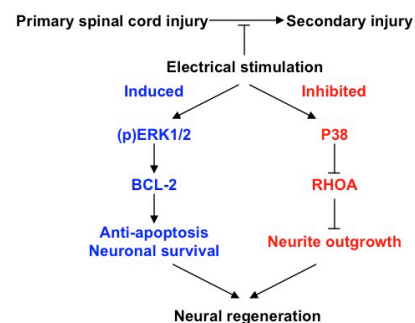 Primary spinal cord injury Secondary injury
Electrical stimulation
Induced Inhibited
(p)ERK1/2 P38
BCL-2 RHOA
Anti-apoptosis
Neuronal survival Neurite outgrowth
Neural regeneration